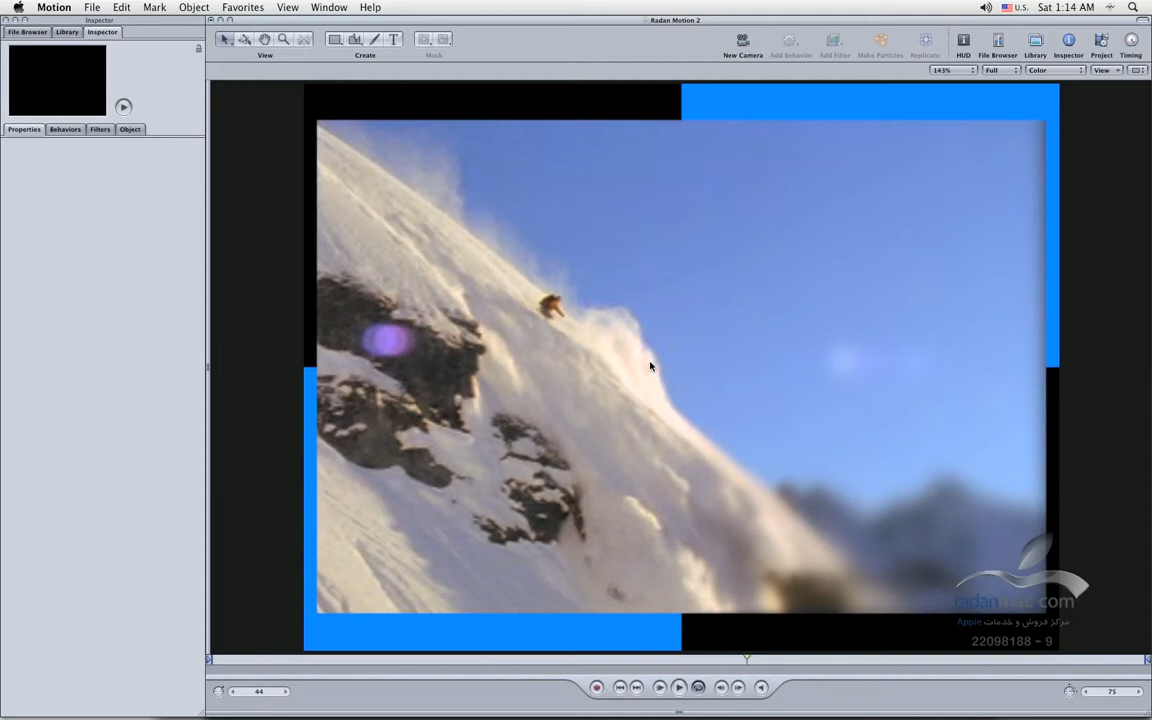 Motion File Edit Mark Object Favorites View Window Help
U.S. Sat 1:14 AM
Inspector
Radan Motion 2
File Browser Library Inspector
View
Create
Mask
New Camera Add Behavior Add Filter Make Particles Replicate HUD File Browser Library Inspector Project Timing
143% Full Color View
Properties Behaviors Filters Object
radanmac.com
مرکز فروش و خدمات Apple
22098188 - 9
44
75